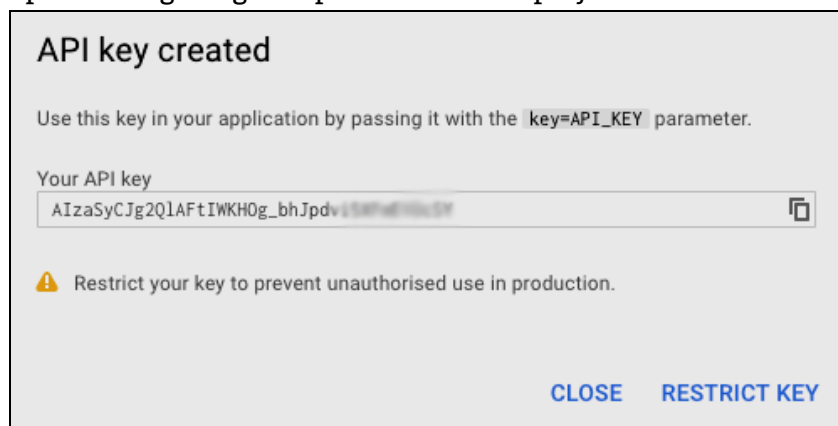 API key created
Use this key in your application by passing it with the key=API_KEY parameter.
Your API key
Restrict your key to prevent unauthorised use in production.
CLOSE RESTRICT KEY